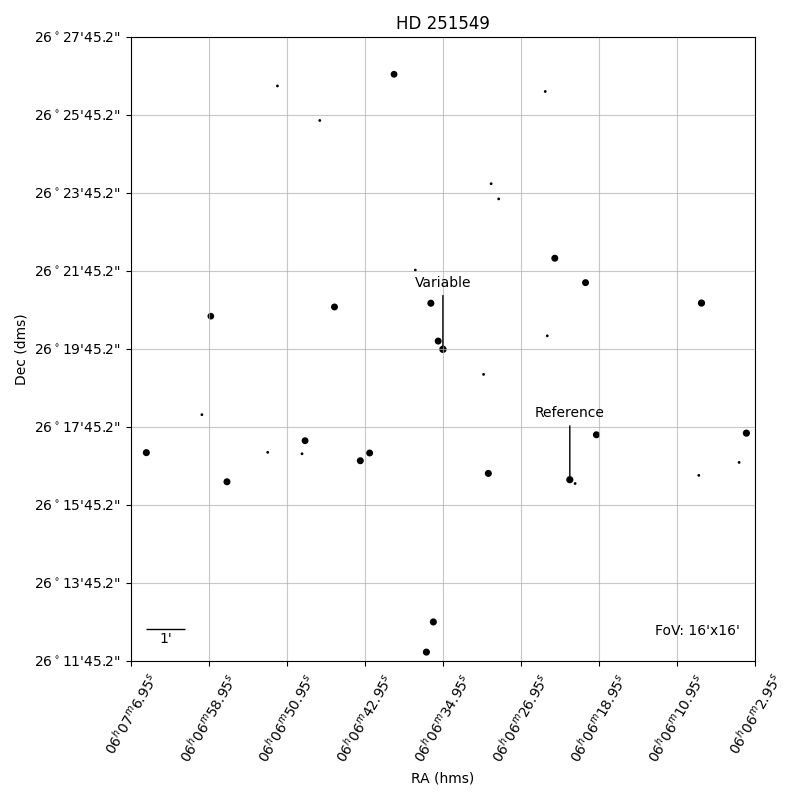 HD 251549
26°27'45.2"
26°25'45.2"
26°23'45.2"
26°21'45.2"
26°19'45.2"
26°17'45.2"
26°15'45.2"
26°13'45.2"
26°11'45.2"
Dec (dms)
Variable
Reference
1'
FoV: 16'x16'
06ʰ07ᵐ6.95ˢ
06ʰ06ᵐ58.95ˢ
06ʰ06ᵐ50.95ˢ
06ʰ06ᵐ42.95ˢ
06ʰ06ᵐ34.95ˢ
06ʰ06ᵐ26.95ˢ
06ʰ06ᵐ18.95ˢ
06ʰ06ᵐ10.95ˢ
06ʰ06ᵐ2.95ˢ
RA (hms)